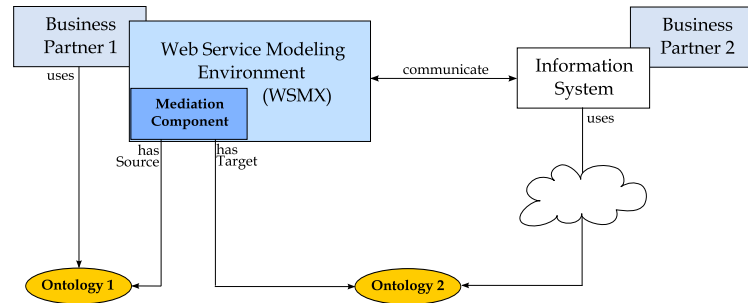 Business
Partner 1
Web Service Modeling
Environment
(WSMX)
Mediation
Component
communicate
Information
System
Business
Partner 2
uses
has
Source
has
Target
uses
Ontology 1
Ontology 2